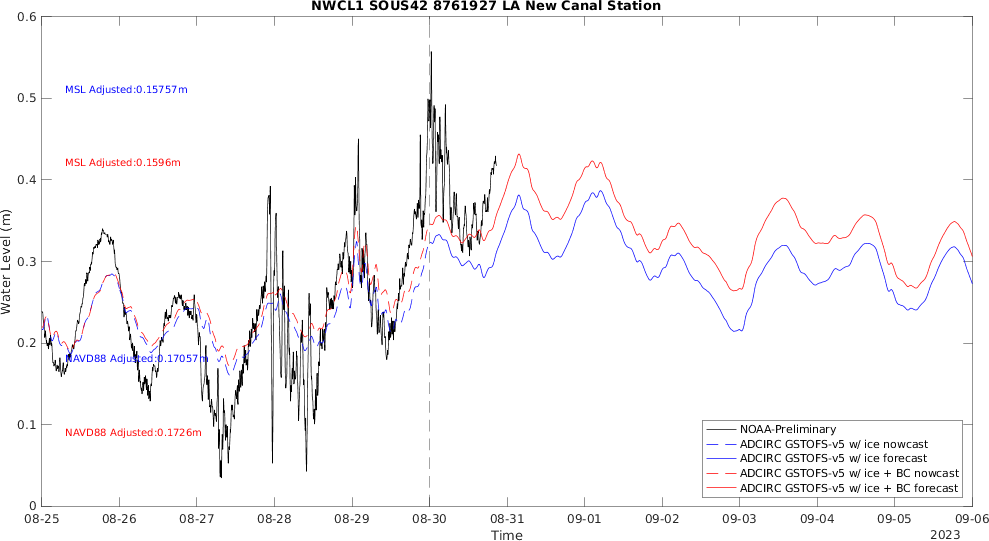 NWCL1 SOUS42 8761927 LA New Canal Station
0.6
0.5
0.4
0.3
0.2
0.1
0
Water Level (m)
MSL Adjusted:0.15757m
MSL Adjusted:0.1596m
NAVD88 Adjusted:0.17057m
NAVD88 Adjusted:0.1726m
NOAA-Preliminary
ADCIRC GSTOFS-v5 w/ ice nowcast
ADCIRC GSTOFS-v5 w/ ice forecast
ADCIRC GSTOFS-v5 w/ ice + BC nowcast
ADCIRC GSTOFS-v5 w/ ice + BC forecast
08-25 08-26 08-27 08-28 08-29 08-30 08-31 09-01 09-02 09-03 09-04 09-05 09-06
Time
2023